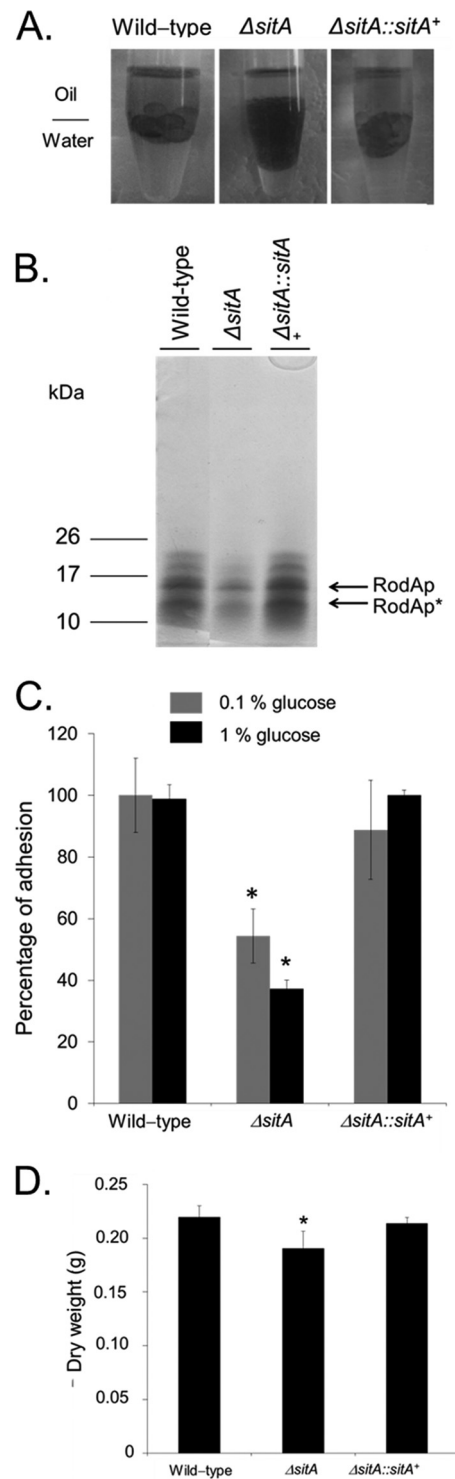 A.
Wild–type ΔsitA ΔsitA::sitA+
Oil
Water
B.
Wild-type
ΔsitA
ΔsitA::sitA
+
kDa
26
17
10
RodAp
RodAp*
C.
0.1 % glucose
1 % glucose
Percentage of adhesion
120
100
80
60
40
20
0
*
*
Wild–type ΔsitA ΔsitA::sitA+
D.
– Dry weight (g)
0.25
0.20
0.15
0.10
0.05
0
*
Wild–type ΔsitA ΔsitA::sitA+